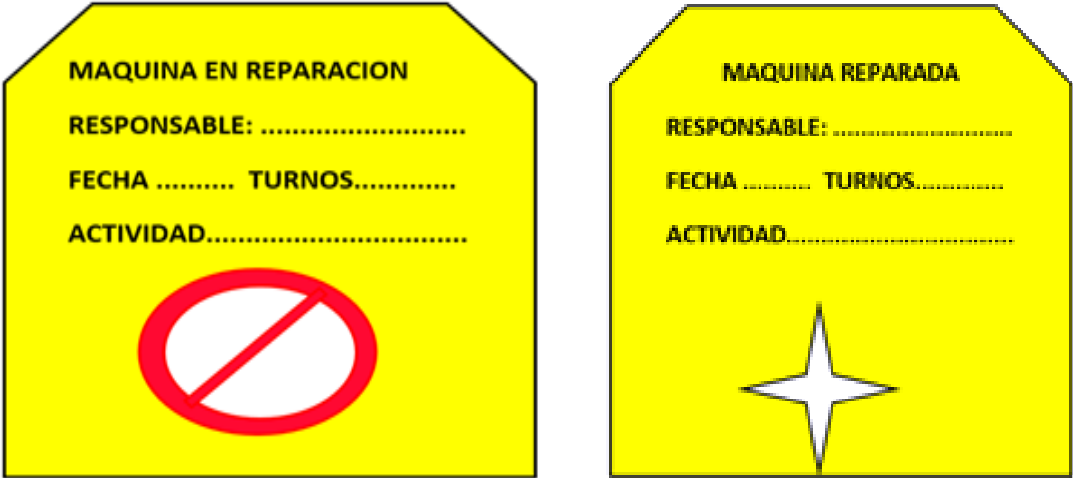 MAQUINA EN REPARACION
RESPONSABLE: ..........................
FECHA .......... TURNOS.............
ACTIVIDAD.................................
MAQUINA REPARADA
RESPONSABLE: ..........................
FECHA .......... TURNOS.............
ACTIVIDAD.................................